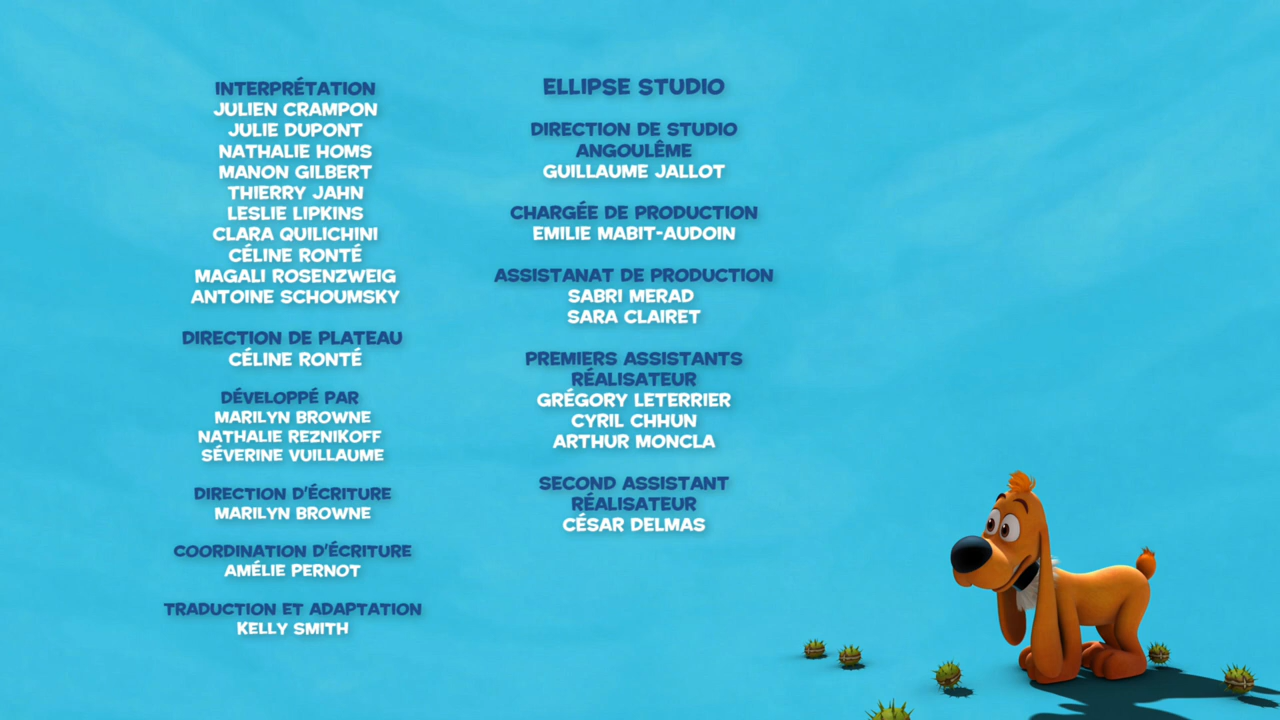 INTERPRÉTATION
JULIEN CRAMPON
JULIE DUPONT
NATHALIE HOMS
MANON GILBERT
THIERRY JAHN
LESLIE LIPKINS
CLARA QUILICHINI
CÉLINE RONTÉ
MAGALI ROSENZWEIG
ANTOINE SCHOUMSKY
DIRECTION DE PLATEAU
CÉLINE RONTÉ
DÉVELOPPÉ PAR
MARILYN BROWNE
NATHALIE REZNIKOFF
SÉVERINE VUILLAUME
DIRECTION D'ÉCRITURE
MARILYN BROWNE
COORDINATION D'ÉCRITURE
AMÉLIE PERNOT
TRADUCTION ET ADAPTATION
KELLY SMITH
ELLIPSE STUDIO
DIRECTION DE STUDIO
ANGOULÊME
GUILLAUME JALLOT
CHARGÉE DE PRODUCTION
EMILIE MABIT-AUDOIN
ASSISTANAT DE PRODUCTION
SABRI MERAD
SARA CLAIRET
PREMIERS ASSISTANTS
RÉALISATEUR
GRÉGORY LETERRIER
CYRIL CHHUN
ARTHUR MONCLA
SECOND ASSISTANT
RÉALISATEUR
CÉSAR DELMAS